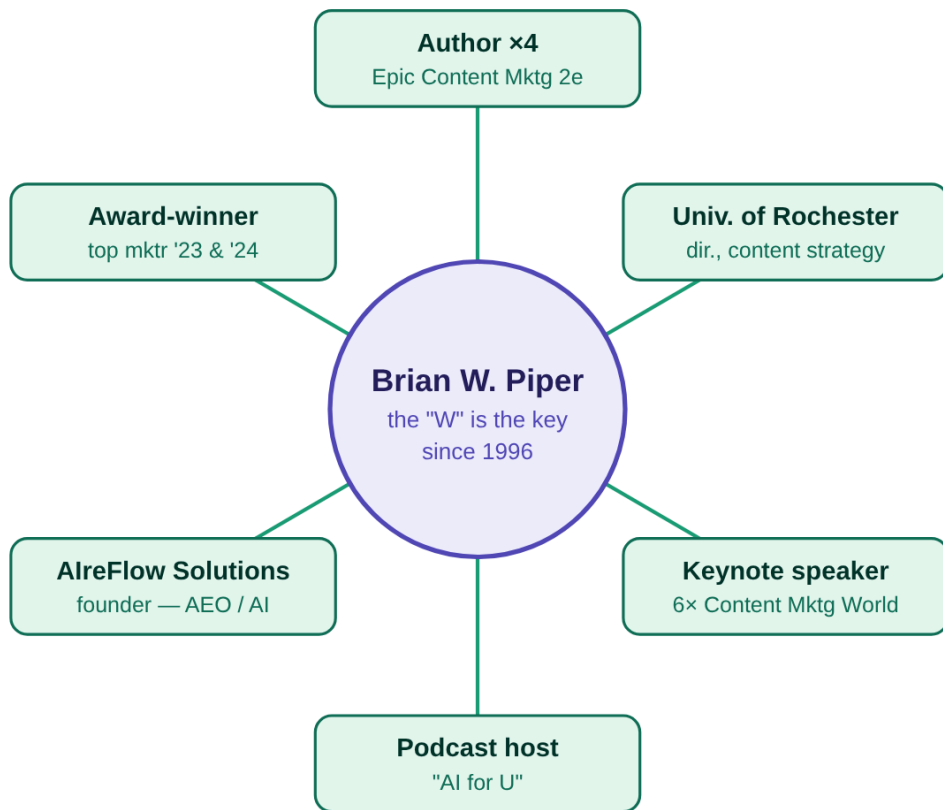 Author ×4
Epic Content Mktg 2e
Award-winner
top mktr '23 & '24
Univ. of Rochester
dir., content strategy
Brian W. Piper
the "W" is the key
since 1996
AIreFlow Solutions
founder — AEO / AI
Keynote speaker
6× Content Mktg World
Podcast host
"AI for U"